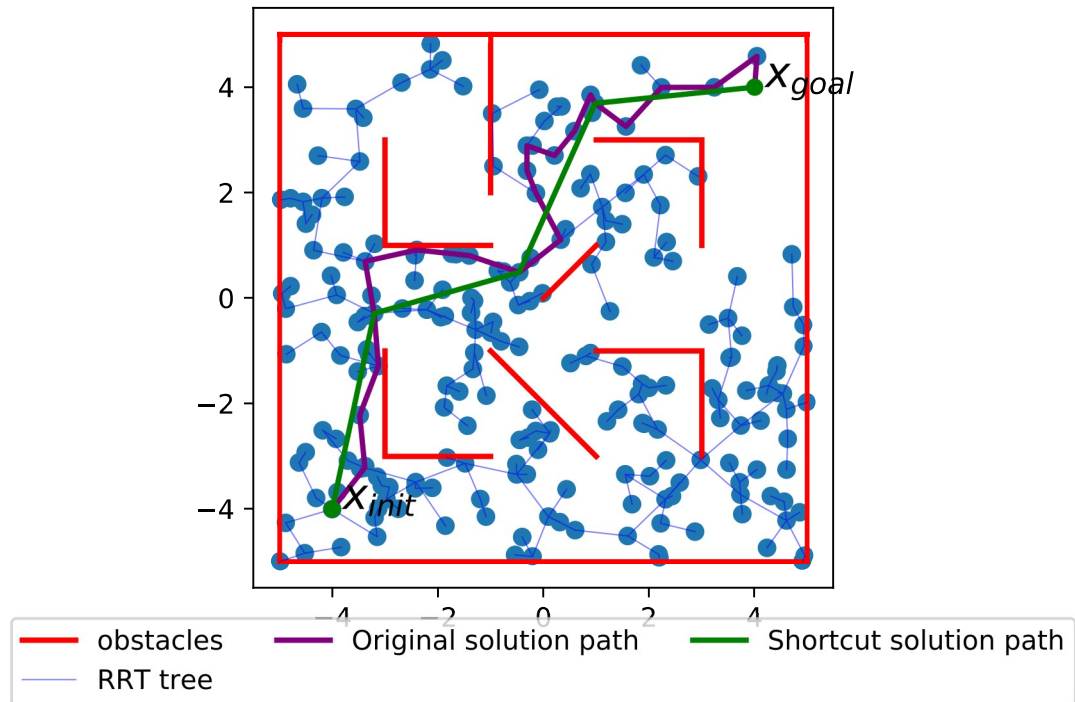 4
2
0
−2
−4
−4 −2 0 2 4
x_goal
x_init
obstacles Original solution path Shortcut solution path
RRT tree